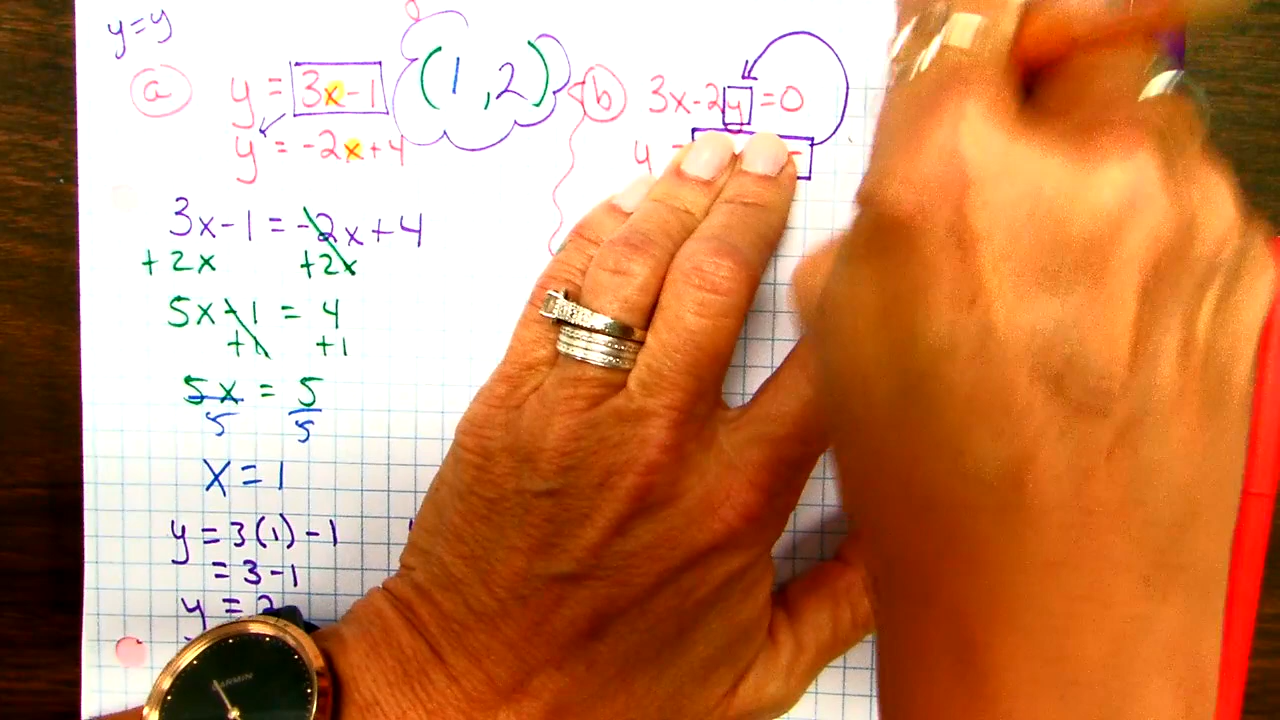 y=y
a y = 3x-1
y = -2x+4
(1,2)
3x-1 = -2x+4
+2x +2x
5x-1 = 4
+1 +1
5x = 5
5 5
x=1
y = 3(1)-1
= 3-1
y = 2
b 3x-2y=0
y =
GARMIN